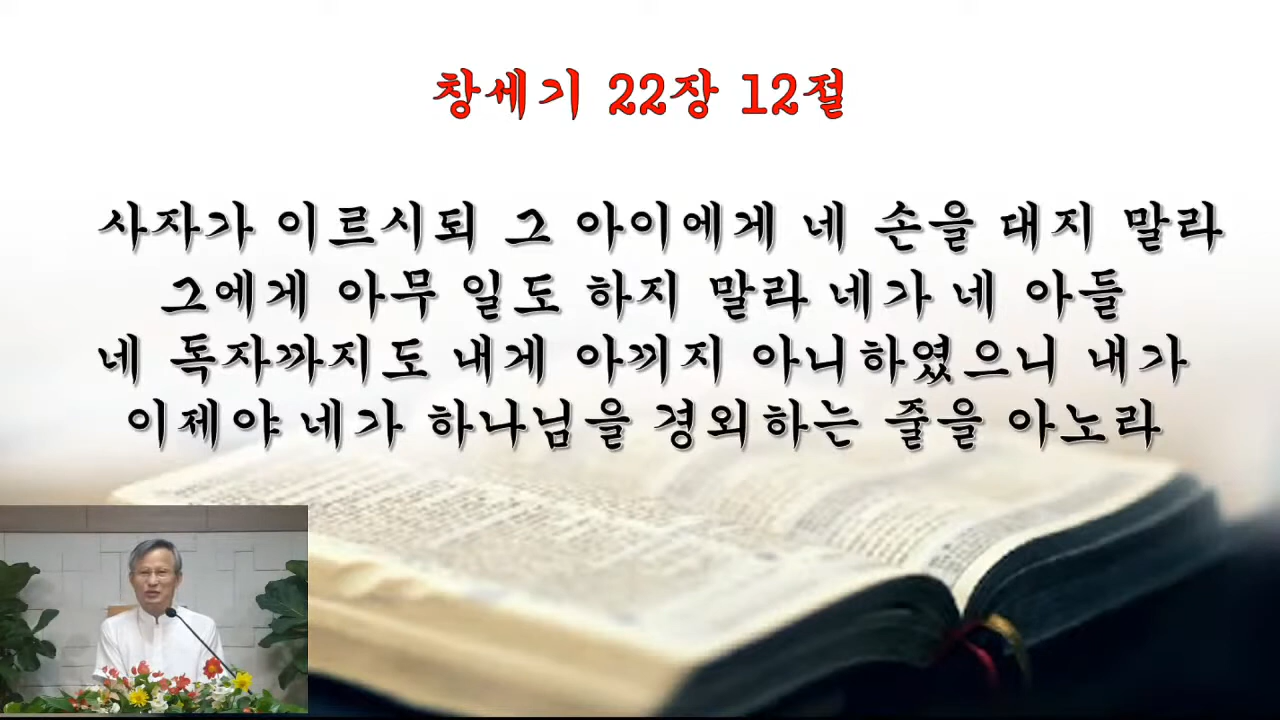 창세기 22장 12절
사자가 이르시되 그 아이에게 네 손을 대지 말라
그에게 아무 일도 하지 말라 네가 네 아들
네 독자까지도 내게 아끼지 아니하였으니 내가
이제야 네가 하나님을 경외하는 줄을 아노라